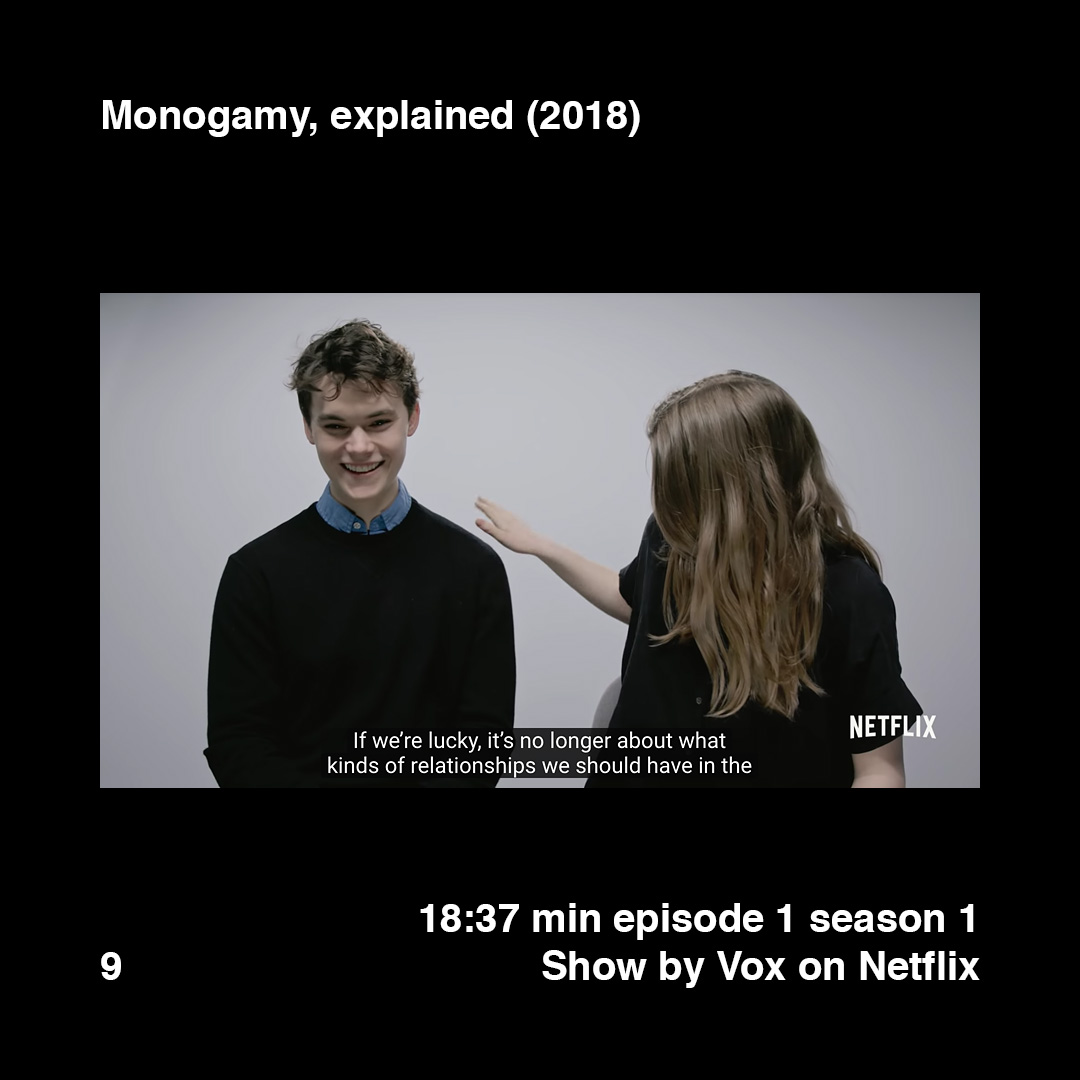 Monogamy, explained (2018)
NETFLIX
If we're lucky, it's no longer about what
kinds of relationships we should have in the
18:37 min episode 1 season 1
9
Show by Vox on Netflix